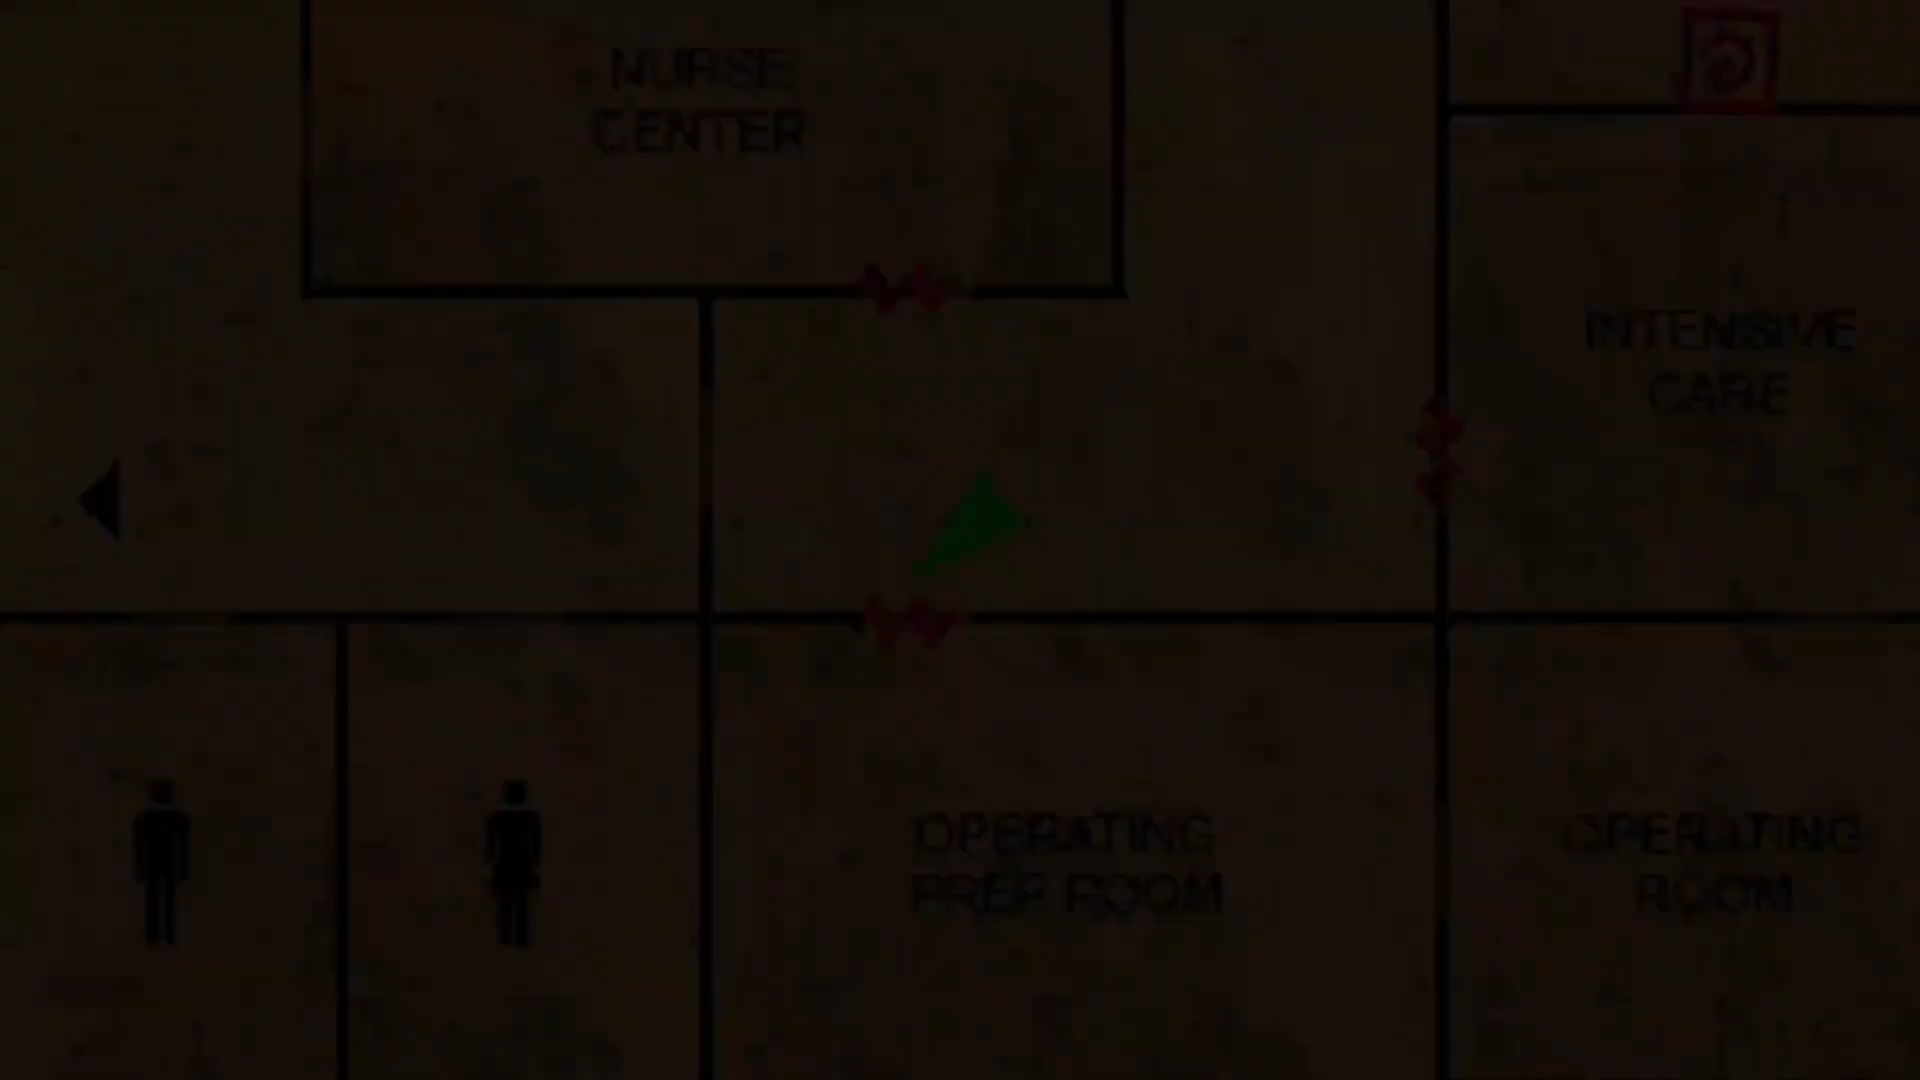 NURSE
CENTER
INTENSIVE
CARE
OPERATING
PREP ROOM
OPERATING
ROOM